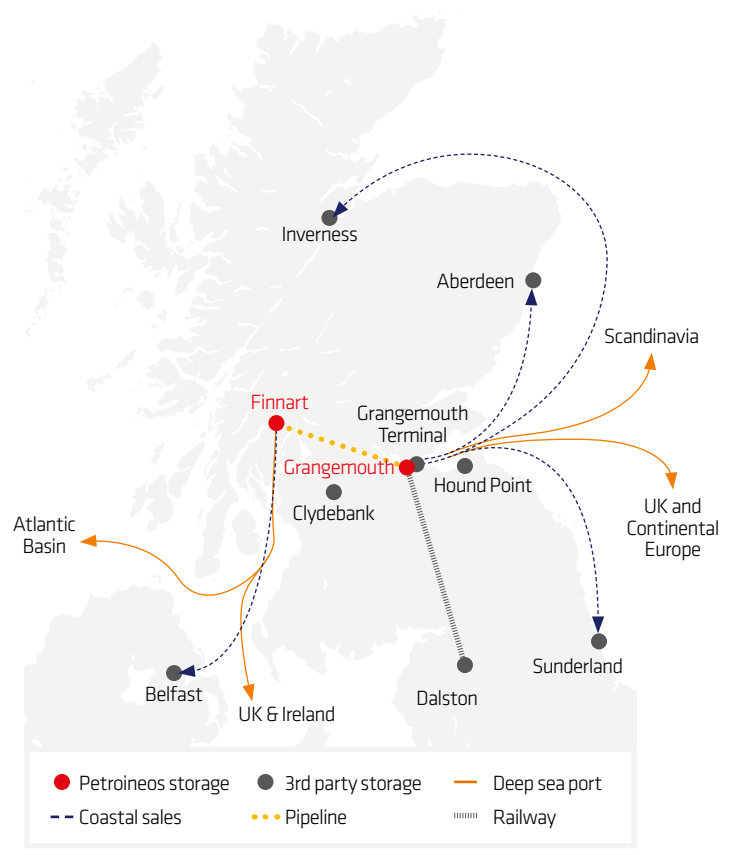 Inverness
Aberdeen
Scandinavia
Finnart
Grangemouth
Terminal
Grangemouth
Hound Point
Clydebank
UK and
Continental
Europe
Atlantic
Basin
Sunderland
Belfast
Dalston
UK & Ireland
Petroineos storage
3rd party storage
Deep sea port
Coastal sales
Pipeline
Railway